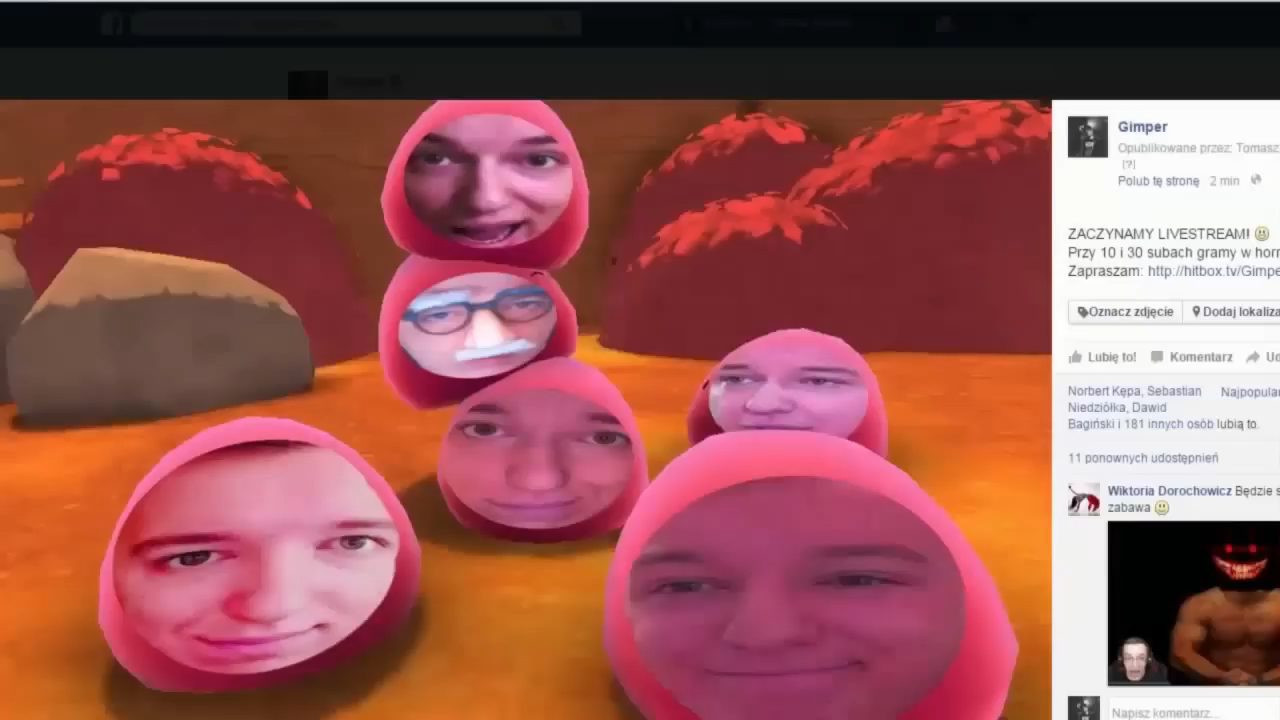 Gimper
Opublikowane przez: Tomasz
[?]
Polub tę stronę 2 min
ZACZYNAMY LIVESTREAM!
Przy 10 i 30 subach gramy w horr
Zapraszam: http://hitbox.tv/Gimpe
Oznacz zdjęcie Dodaj lokaliza
Lubię to! Komentarz Ud
Norbert Kępa, Sebastian Najpopular
Niedziółka, Dawid
Bagiński i 181 innych osób lubią to.
11 ponownych udostępnień
Wiktoria Dorochowicz Będzie s
zabawa
Napisz komentarz...